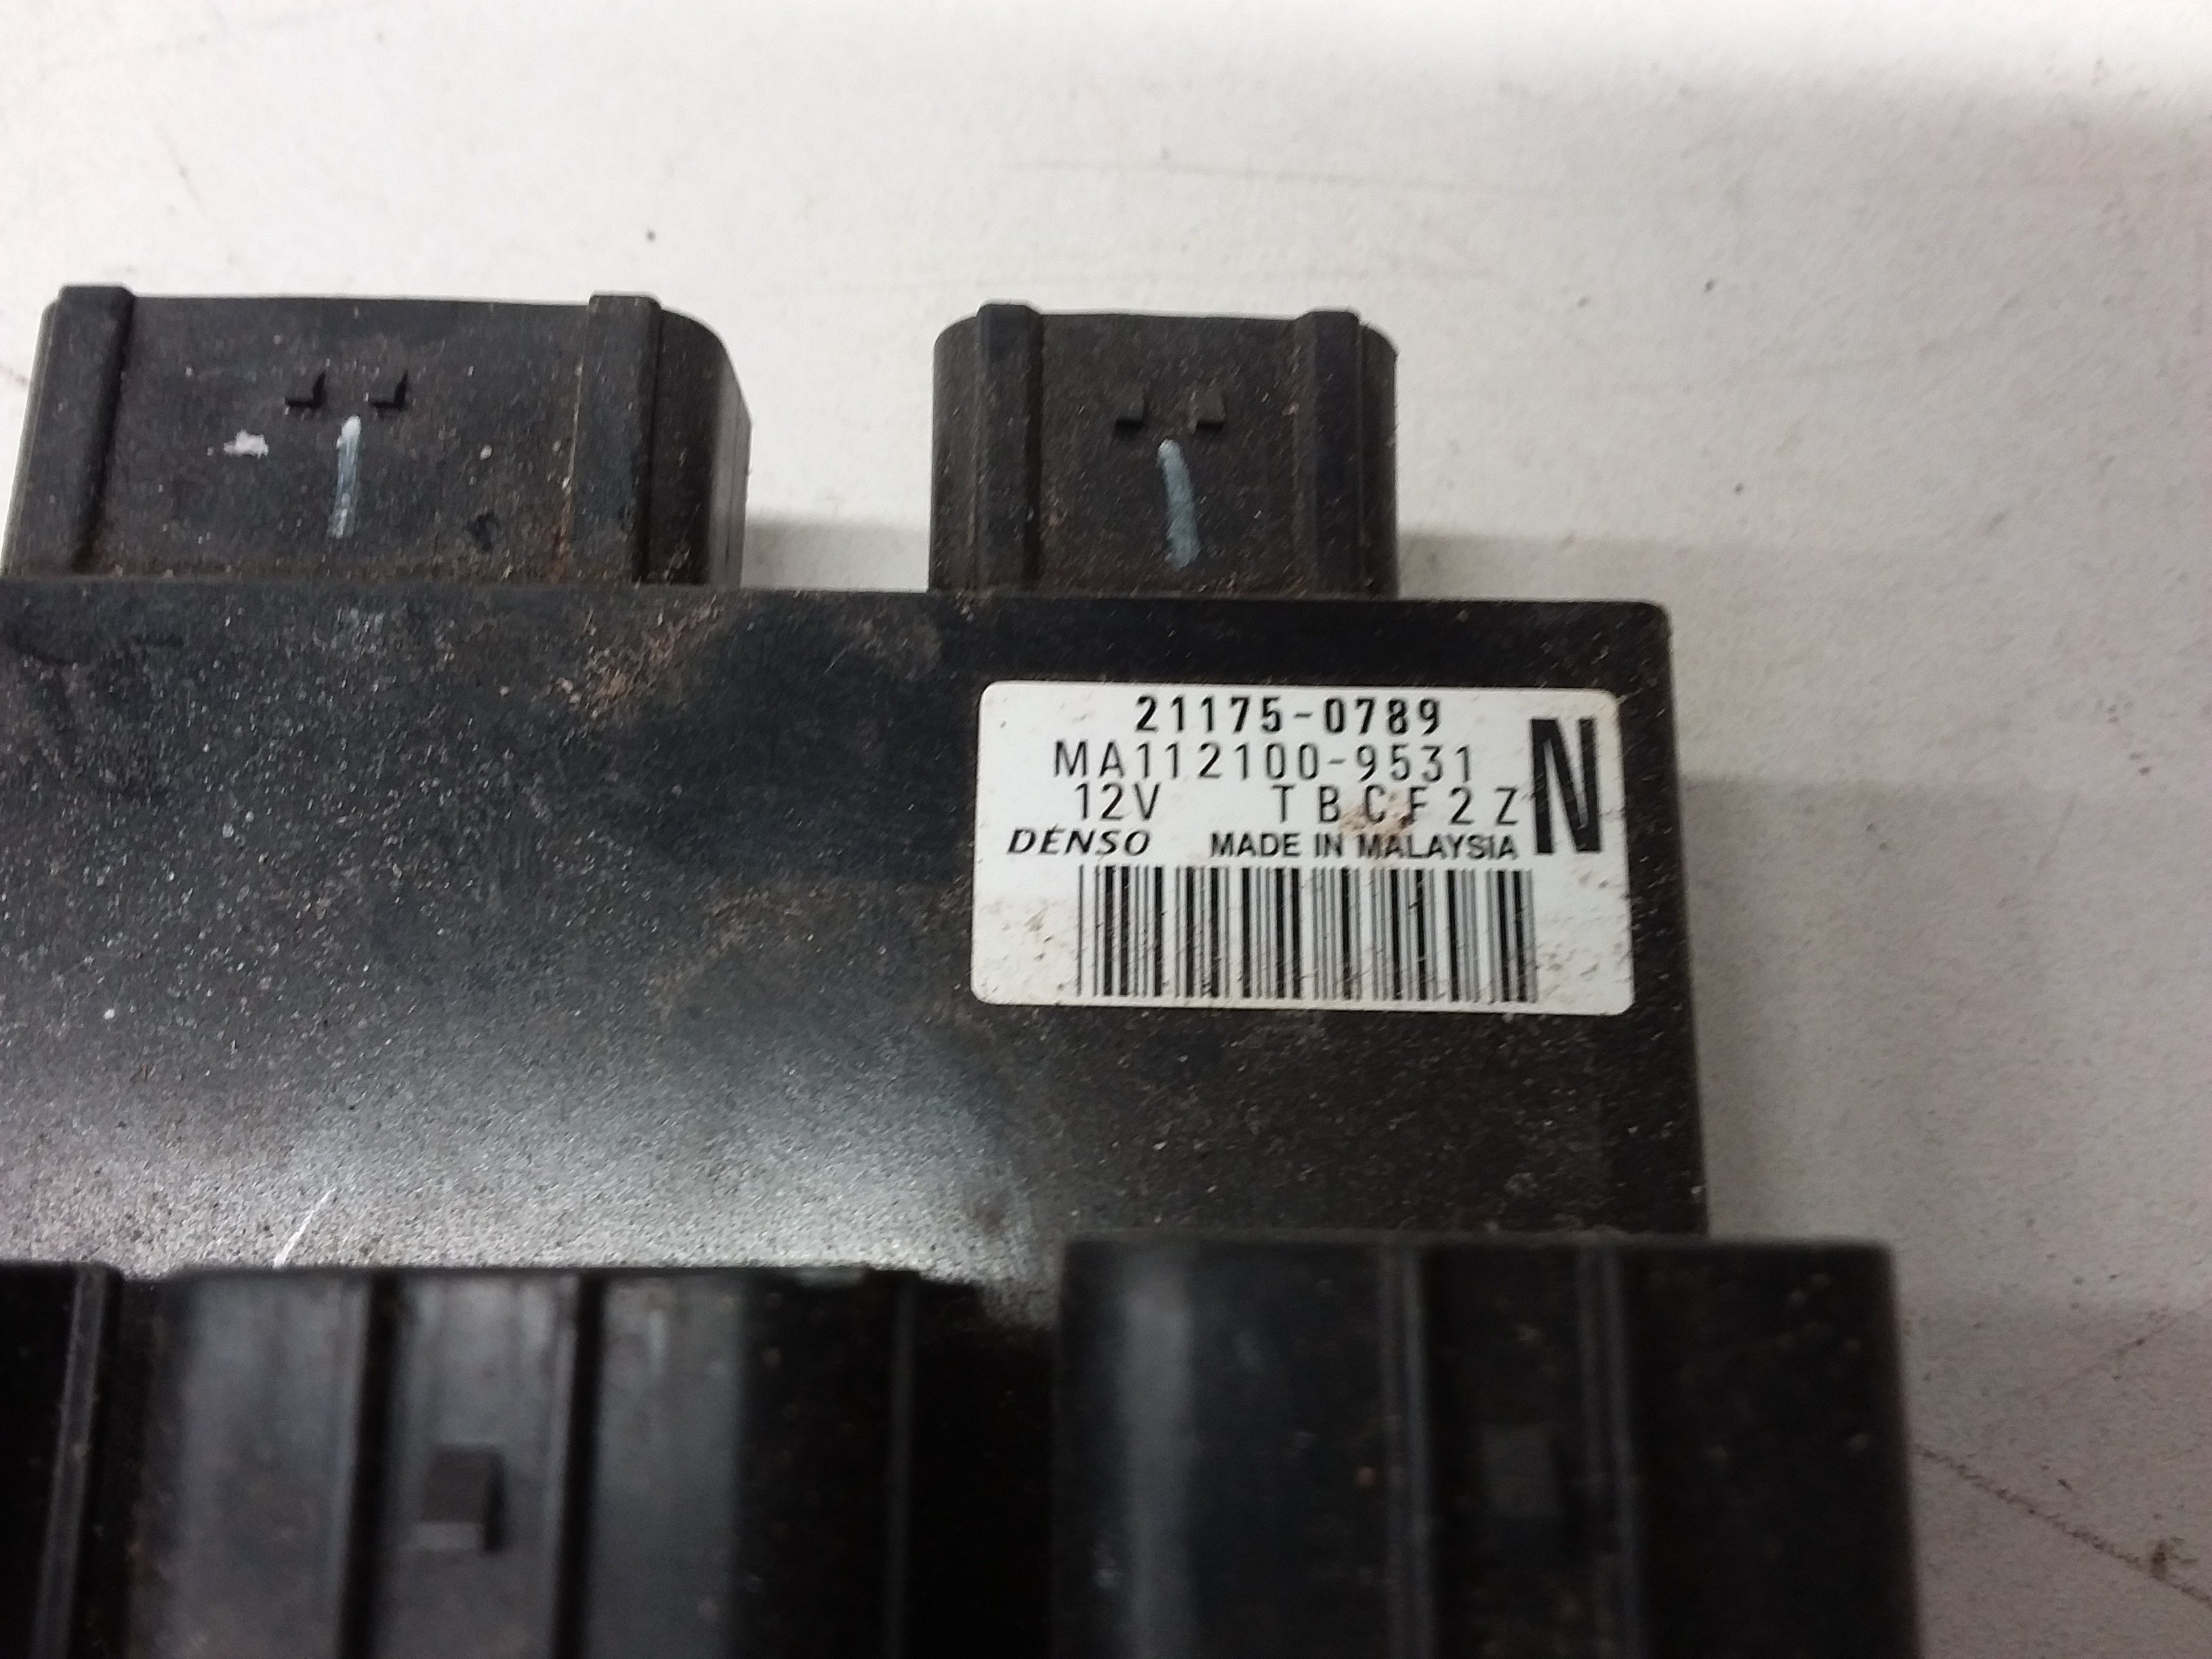 21175-0789
MA112100-9531 N
12V TBCF2Z
DENSO MADE IN MALAYSIA